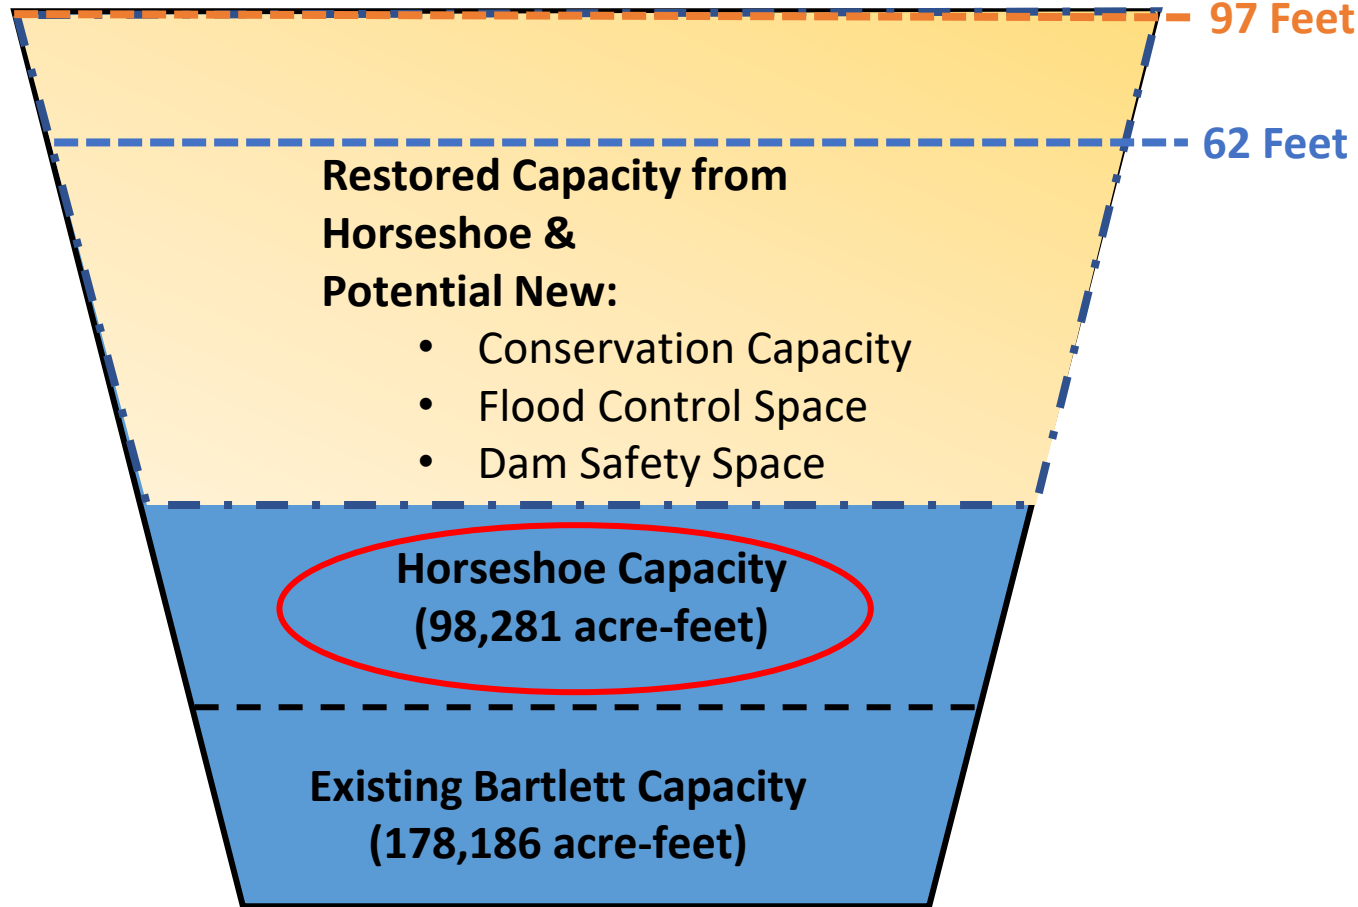 97 Feet
62 Feet
Restored Capacity from
Horseshoe &
Potential New:
• Conservation Capacity
• Flood Control Space
• Dam Safety Space
Horseshoe Capacity
(98,281 acre-feet)
Existing Bartlett Capacity
(178,186 acre-feet)